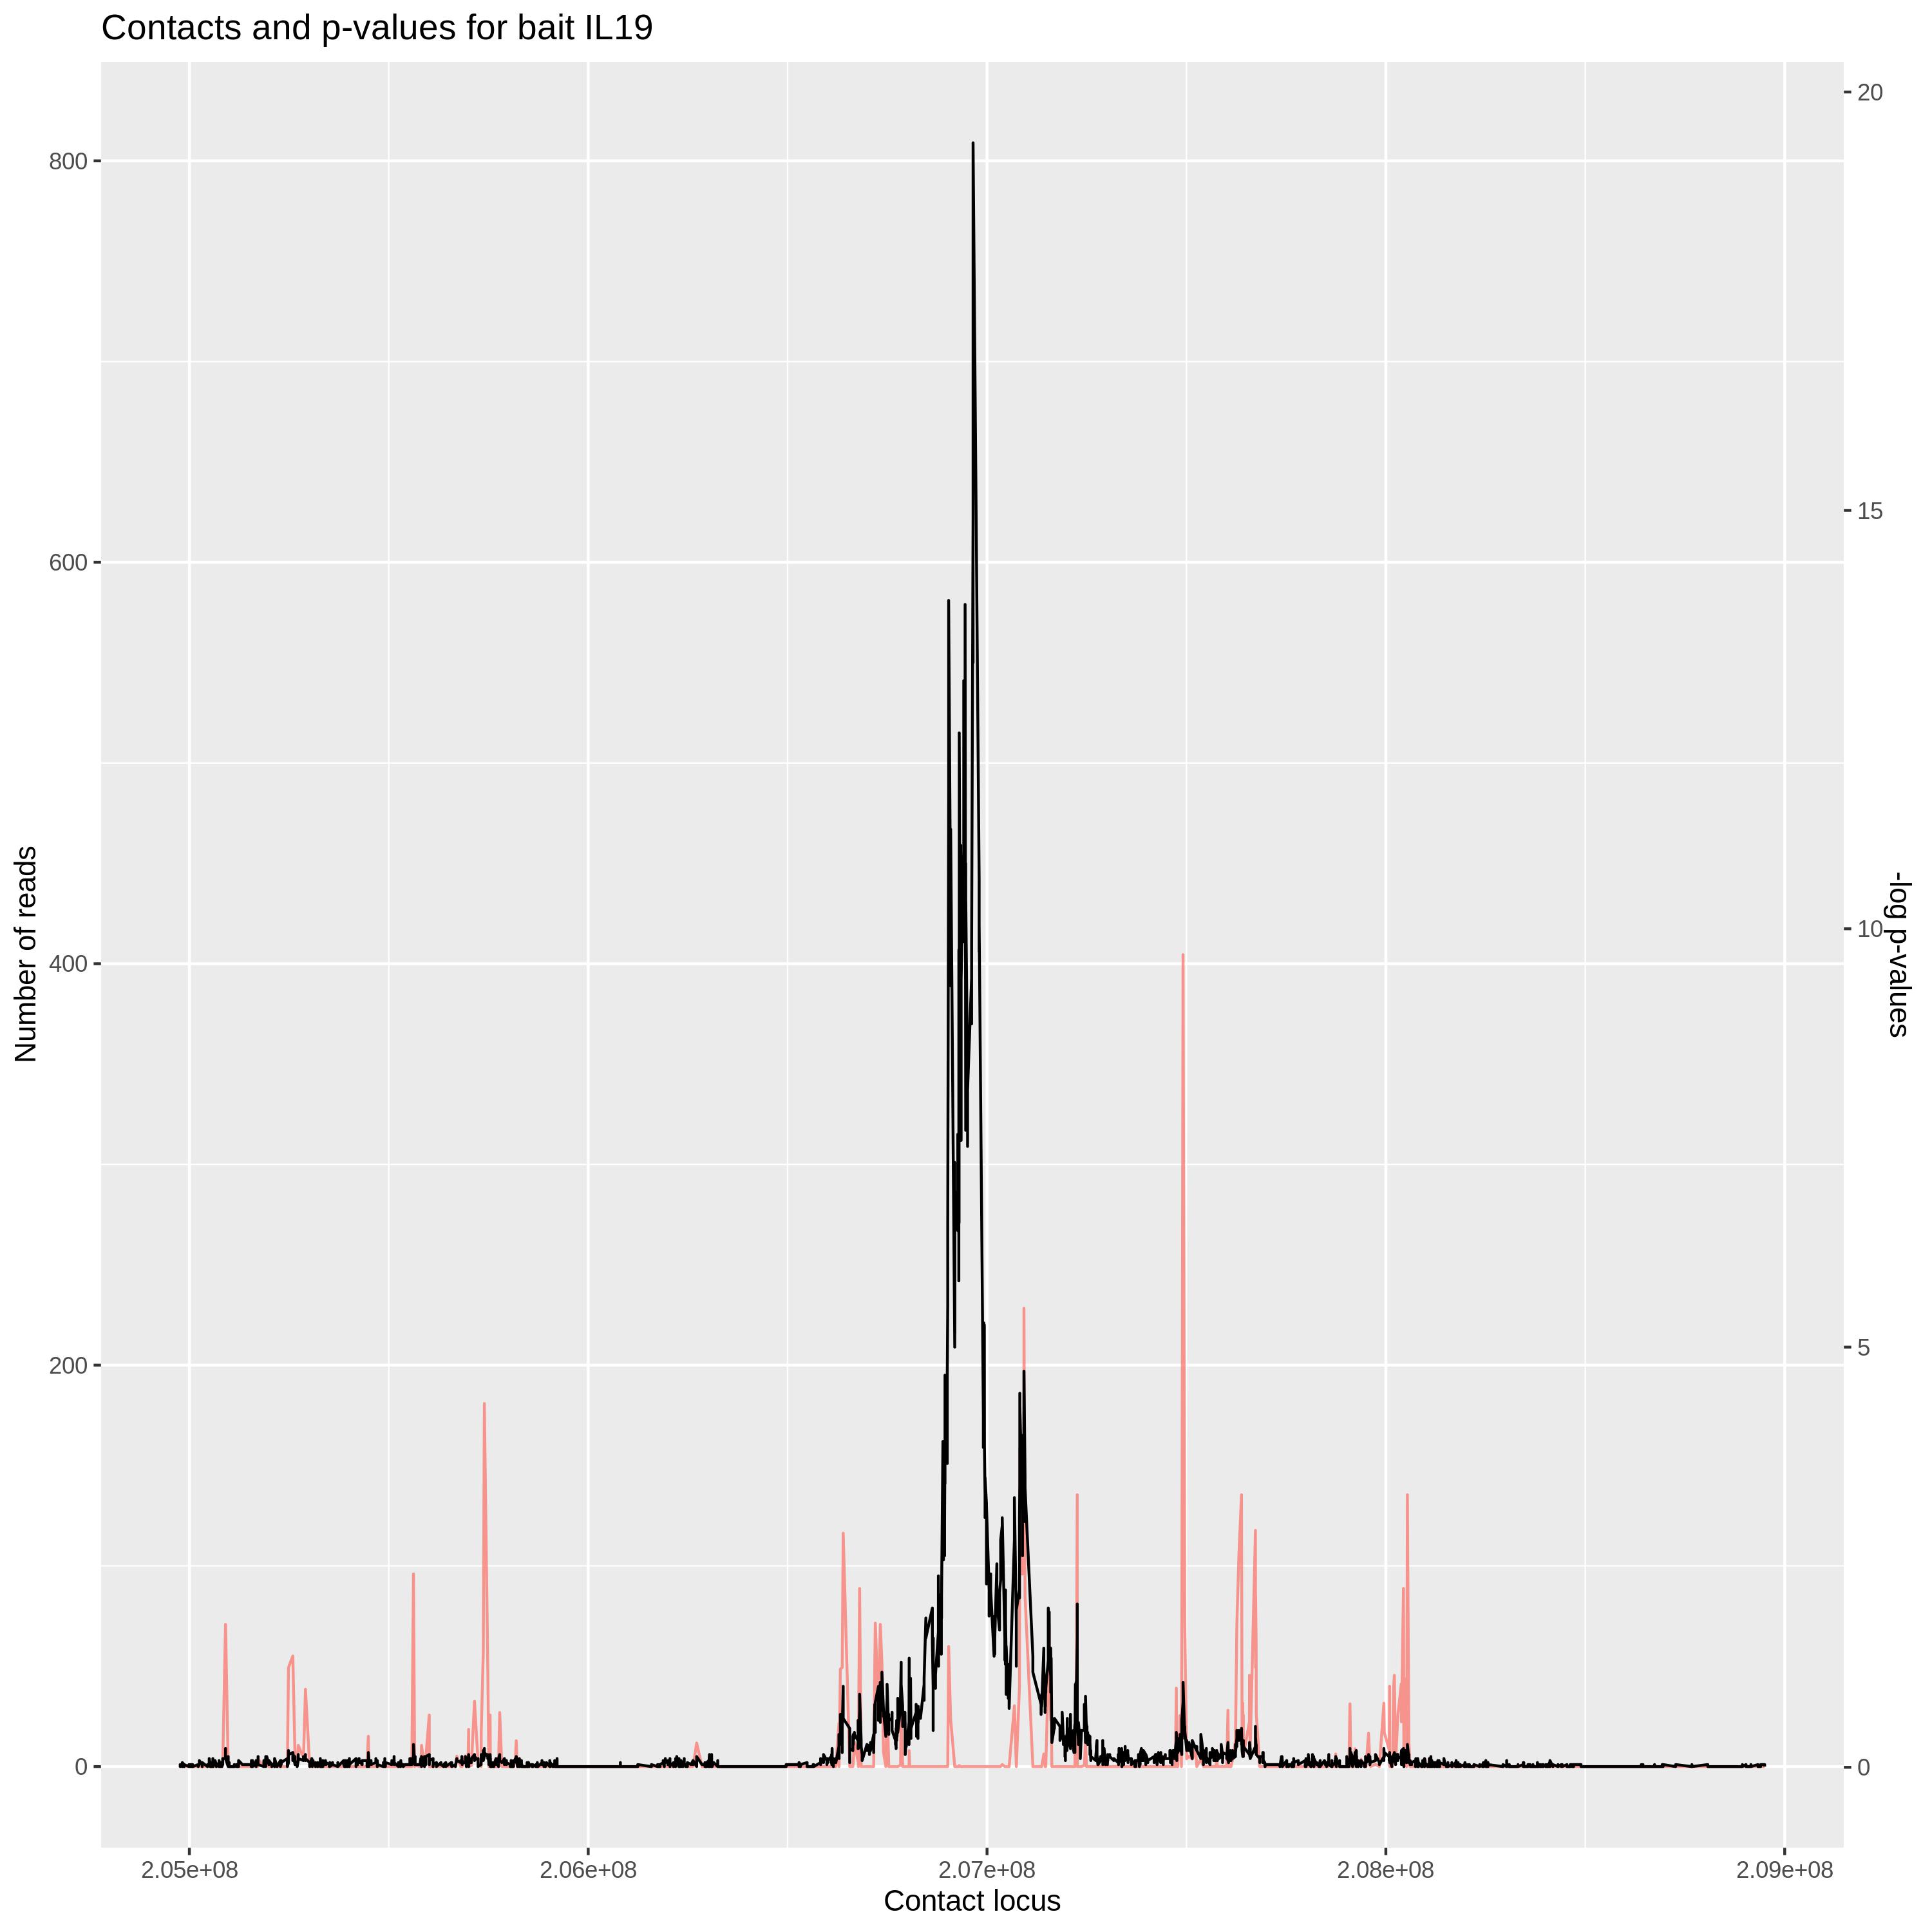 Contacts and p-values for bait IL19
800
600
400
200
0
Number of reads
20
15
10
5
0
-log p-values
2.05e+08
2.06e+08
2.07e+08
2.08e+08
2.09e+08
Contact locus